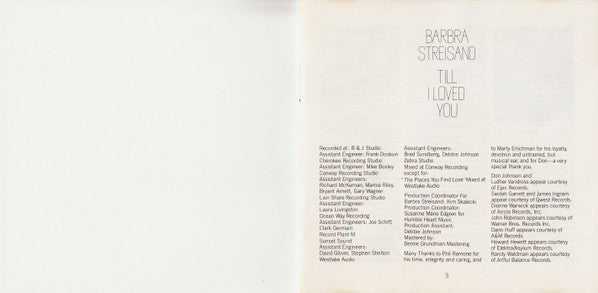 BARBRA
STREISAND
TILL
I LOVED
YOU
Recorded at: B & J Studio
Assistant Engineer: Frank Dookun
Cherokee Recording Studio
Assistant Engineer: Mike Bosley
Conway Recording Studio
Assistant Engineers:
Richard McKernan, Marnie Riley,
Bryant Arnett, Gary Wagner
Lion Share Recording Studio
Assistant Engineer:
Laura Livingston
Ocean Way Recording
Assistant Engineers: Joe Schiff,
Clark Germain
Record Plant M
Sunset Sound
Assistant Engineers:
David Glover, Stephen Shelton
Westlake Audio
Assistant Engineers:
Brad Sundberg, Debbie Johnson
Zebra Studio
Mixed at Conway Recording
except for:
"The Places You Find Love" Mixed at
Westlake Audio
Production Coordinator For
Barbra Streisand: Kim Skalecki
Production Coordinator:
Susanne Marie Edgren for
Humble Heart Music
Production Assistant:
Debbie Johnson
Mastered by:
Bernie Grundman Mastering
Many Thanks to Phil Ramone for
his time, integrity and caring, and
to Marty Erlichman for his loyalty,
devotion and untrained, but
musical ear, and for Don—a very
special thank you.
Don Johnson and
Luther Vandross appear courtesy
of Epic Records.
Siedah Garrett and James Ingram
appear courtesy of Qwest Records.
Dionne Warwick appears courtesy
of Arista Records, Inc.
John Robinson appears courtesy of
Warner Bros. Records Inc.
Dann Huff appears courtesy of
A&M Records.
Howard Hewett appears courtesy
of Elektra/Asylum Records.
Randy Waldman appears courtesy
of Artful Balance Records.
3